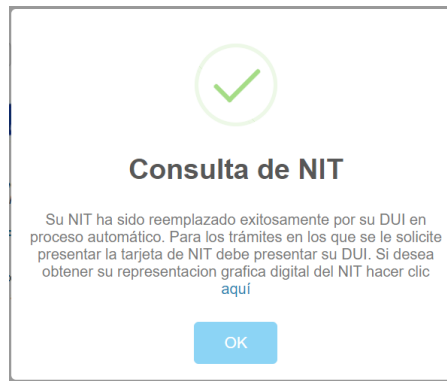 Consulta de NIT
Su NIT ha sido reemplazado exitosamente por su DUI en
proceso automático. Para los trámites en los que se le solicite
presentar la tarjeta de NIT debe presentar su DUI. Si desea
obtener su representacion grafica digital del NIT hacer clic
aquí
OK